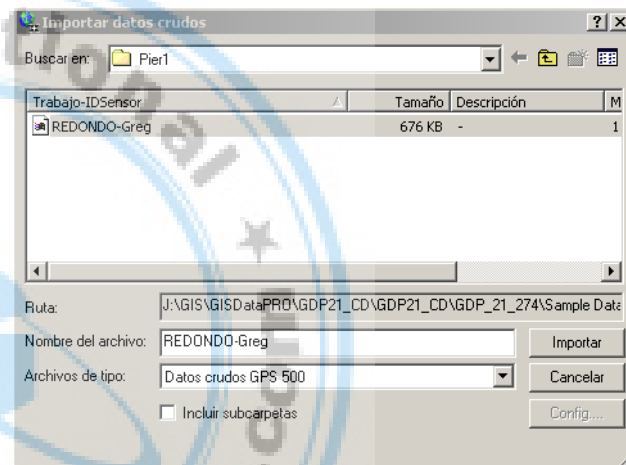 Importar datos crudos
Buscar en: Pier1
Trabajo-IDSensor Tamaño Descripción M
REDONDO-Greg 676 KB - 1
Ruta: J:\GIS\GISDataPRO\GDP21_CD\GDP21_CD\GDP_21_274\Sample Data
Nombre del archivo: REDONDO-Greg Importar
Archivos de tipo: Datos crudos GPS 500 Cancelar
Incluir subcarpetas Config....